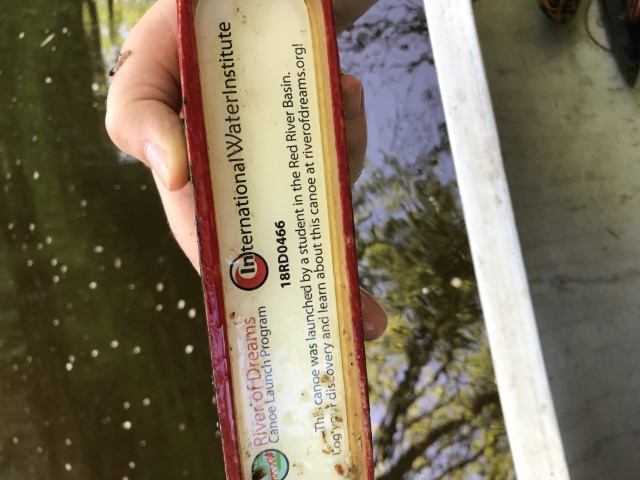 River of Dreams
Canoe Launch Program
InternationalWaterInstitute
18RD0466
This canoe was launched by a student in the Red River Basin.
Log your discovery and learn about this canoe at riverofdreams.org!